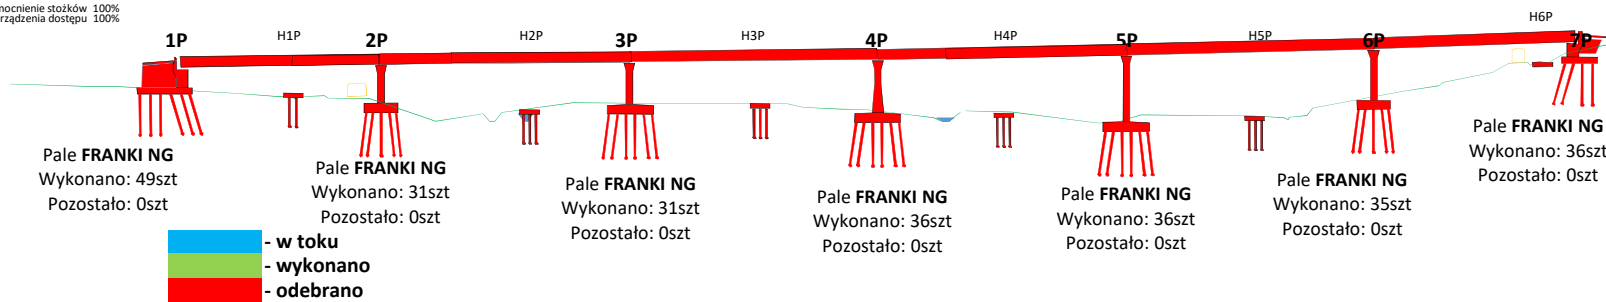 stożków 100%
dostępu 100%
1P H1P 2P H2P 3P H3P 4P H4P 5P H5P 6P H6P 7P
Pale FRANKI NG
Wykonano: 49szt
Pozostało: 0szt
Pale FRANKI NG
Wykonano: 31szt
Pozostało: 0szt
Pale FRANKI NG
Wykonano: 31szt
Pozostało: 0szt
Pale FRANKI NG
Wykonano: 36szt
Pozostało: 0szt
Pale FRANKI NG
Wykonano: 36szt
Pozostało: 0szt
Pale FRANKI NG
Wykonano: 35szt
Pozostało: 0szt
Pale FRANKI NG
Wykonano: 36szt
Pozostało: 0szt
- w toku
- wykonano
- odebrano